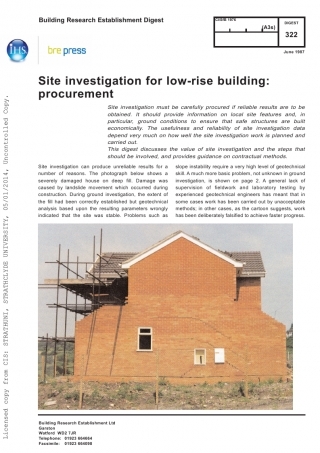 Building Research Establishment Digest
CI/SfB 1976
(A3s)
DIGEST
322
June 1987
IHS
bre press
Site investigation for low-rise building:
procurement
Site investigation must be carefully procured if reliable results are to be
obtained. It should provide information on local site features and, in
particular, ground conditions to ensure that safe structures are built
economically. The usefulness and reliability of site investigation data
depend very much on how well the site investigation work is planned and
carried out.
This digest discusses the value of site investigation and the steps that
should be involved, and provides guidance on contractual methods.
Site investigation can produce unreliable results for a
number of reasons. The photograph below shows a
severely damaged house on deep fill. Damage was
caused by landslide movement which occurred during
construction. During ground investigation, the extent of
the fill had been correctly established but geotechnical
analysis based upon the resulting parameters wrongly
indicated that the site was stable. Problems such as
slope instability require a very high level of geotechnical
skill. A much more basic problem, not unknown in ground
investigation, is shown on page 2. A general lack of
supervision of fieldwork and laboratory testing by
experienced geotechnical engineers has meant that in
some cases work has been carried out by unacceptable
methods; in other cases, as the cartoon suggests, work
has been deliberately falsified to achieve faster progress.
Building Research Establishment Ltd
Garston
Watford WD2 7JR
Telephone: 01923 664664
Facsimile: 01923 664098
Licensed copy from CIS: STRATHUNI, STRATHCLYDE UNIVERSITY, 05/01/2014, Uncontrolled Copy.